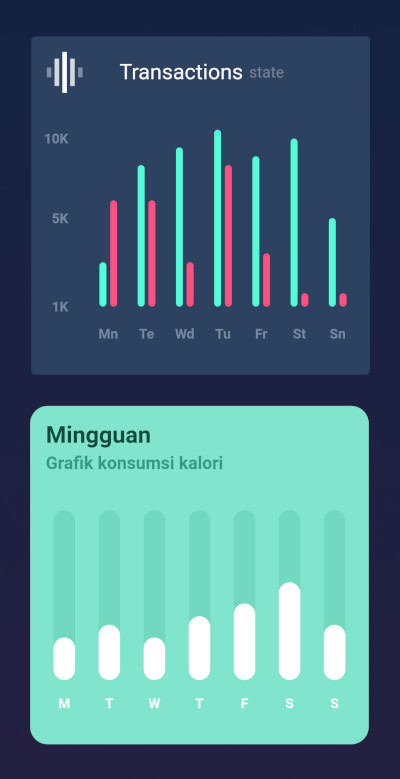 Transactions state
10K
5K
1K
Mn Te Wd Tu Fr St Sn
Mingguan
Grafik konsumsi kalori
M T W T F S S